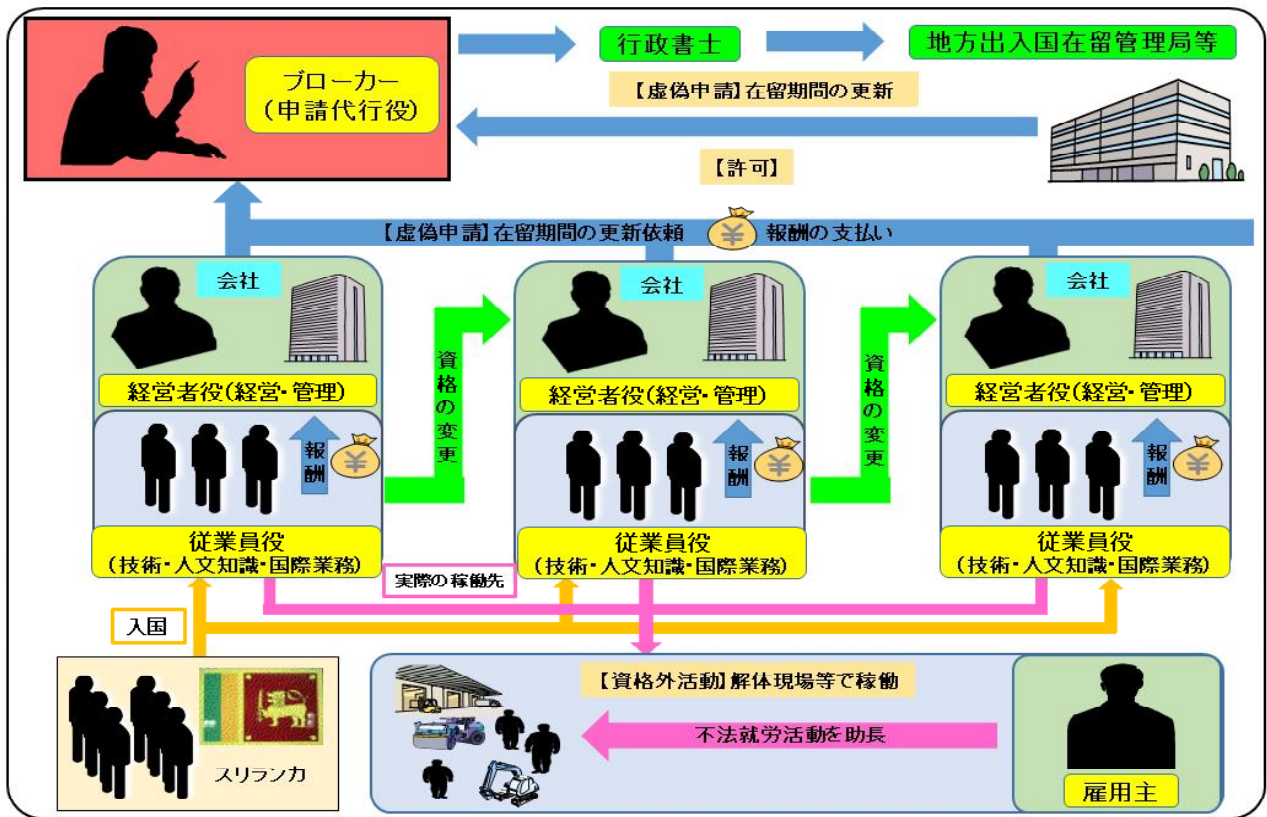 ブローカー
(申請代行役)
行政書士
地方出入国在留管理局等
【虚偽申請】在留期間の更新
【許可】
【虚偽申請】在留期間の更新依頼
¥
報酬の支払い
会社
経営者役(経営・管理)
報酬
¥
従業員役
(技術・人文知識・国際業務)
資格の変更
会社
経営者役(経営・管理)
報酬
¥
従業員役
(技術・人文知識・国際業務)
資格の変更
会社
経営者役(経営・管理)
報酬
¥
従業員役
(技術・人文知識・国際業務)
実際の稼働先
入国
スリランカ
【資格外活動】解体現場等で稼働
不法就労活動を助長
雇用主